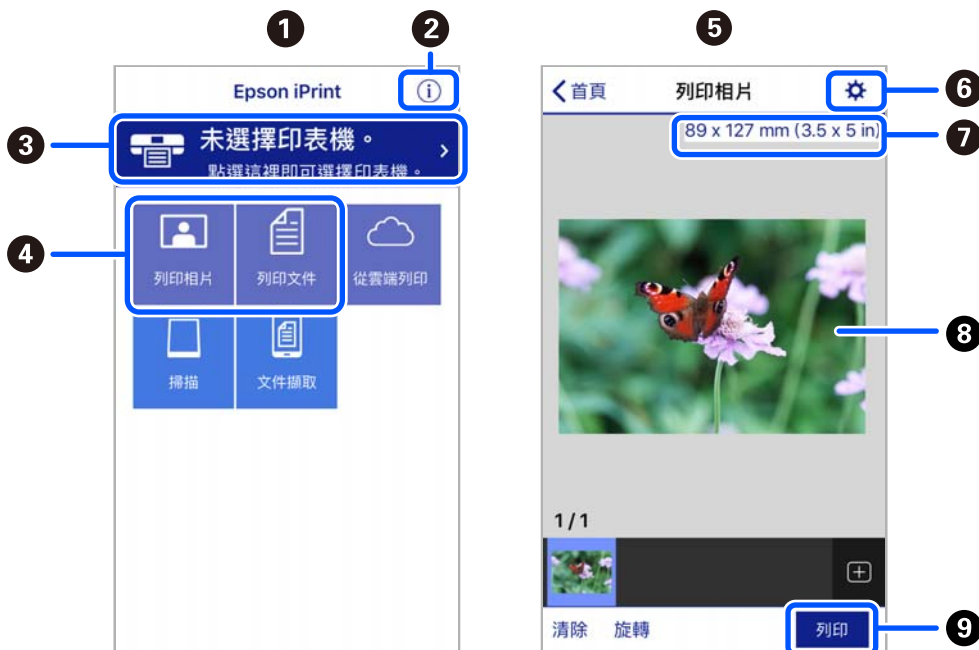 1
2
Epson iPrint
i
3
未選擇印表機。
點選這裡即可選擇印表機。
4
列印相片
列印文件
從雲端列印
掃描
文件擷取
5
首頁
列印相片
6
89 x 127 mm (3.5 x 5 in)
7
8
1/1
清除
旋轉
列印
9